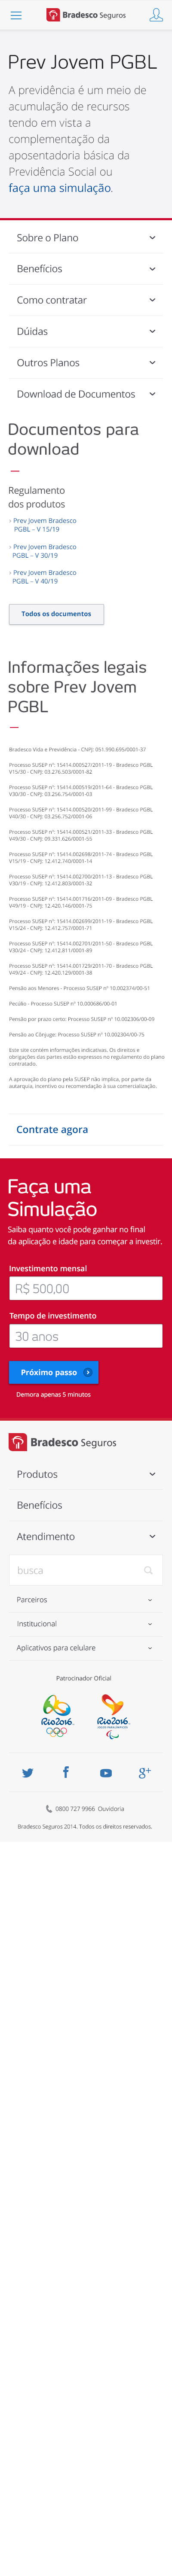 Bradesco Seguros
Prev Jovem PGBL
A previdência é um meio de
acumulação de recursos
tendo em vista a
complementação da
aposentadoria básica da
Previdência Social ou
faça uma simulação.
Sobre o Plano
Benefícios
Como contratar
Dúidas
Outros Planos
Download de Documentos
Documentos para
download
Regulamento
dos produtos
> Prev Jovem Bradesco
PGBL – V 15/19
> Prev Jovem Bradesco
PGBL – V 30/19
> Prev Jovem Bradesco
PGBL – V 40/19
Todos os documentos
Informações legais
sobre Prev Jovem
PGBL
Bradesco Vida e Previdência - CNPJ: 051.990.695/0001-37
Processo SUSEP nº: 15414.000527/2011-19 - Bradesco PGBL
V15/30 - CNPJ: 03.276.503/0001-82
Processo SUSEP nº: 15414.000519/2011-64 - Bradesco PGBL
V30/30 - CNPJ: 03.256.754/0001-03
Processo SUSEP nº: 15414.000520/2011-99 - Bradesco PGBL
V40/30 - CNPJ: 03.256.752/0001-06
Processo SUSEP nº: 15414.000521/2011-33 - Bradesco PGBL
V49/30 - CNPJ: 09.331.626/0001-55
Processo SUSEP nº: 15414.002698/2011-74 - Bradesco PGBL
V15/19 - CNPJ: 12.412.740/0001-14
Processo SUSEP nº: 15414.002700/2011-13 - Bradesco PGBL
V30/19 - CNPJ: 12.412.803/0001-32
Processo SUSEP nº: 15414.001716/2011-09 - Bradesco PGBL
V49/19 - CNPJ: 12.420.146/0001-75
Processo SUSEP nº: 15414.002699/2011-19 - Bradesco PGBL
V15/24 - CNPJ: 12.412.757/0001-71
Processo SUSEP nº: 15414.002701/2011-50 - Bradesco PGBL
V30/24 - CNPJ: 12.412.811/0001-89
Processo SUSEP nº: 15414.001729/2011-70 - Bradesco PGBL
V49/24 - CNPJ: 12.420.129/0001-38
Pensão aos Menores - Processo SUSEP nº 10.002316/00-51
Pecúlio - Processo SUSEP nº 10.000686/00-01
Pensão por prazo certo: Processo SUSEP nº 10.002306/00-09
Pensão ao Cônjuge: Processo SUSEP nº 10.002304/00-75
Este site contém informações indicativas. Os direitos e
obrigações das partes estão expressos no regulamento do plano
contratado.
A aprovação do plano pela SUSEP não implica, por parte da
autarquia, incentivo ou recomendação à sua comercialização.
Contrate agora
Faça uma
Simulação
Saiba quanto você pode ganhar no final
da aplicação e idade para começar a investir.
Investimento mensal
R$ 500,00
Tempo de investimento
30 anos
Próximo passo
Demora apenas 5 minutos
Bradesco Seguros
Produtos
Benefícios
Atendimento
busca
Parceiros
Institucional
Aplicativos para celulare
Patrocinador Oficial
Rio2016
Rio2016
0800 727 9966 Ouvidoria
Bradesco Seguros 2014. Todos os direitos reservados.